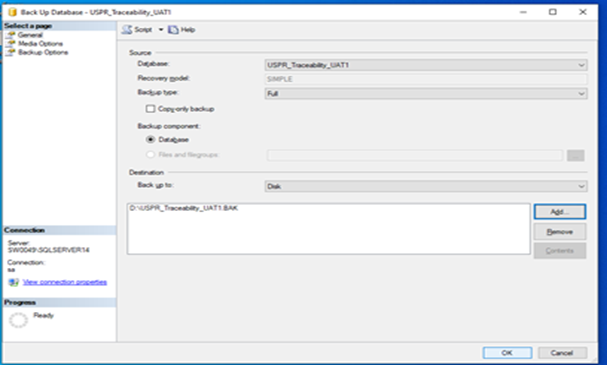 Back Up Database - USPR_Traceability_UAT1
Select a page
General
Media Options
Backup Options
Script
Help
Source
Database:
USPR_Traceability_UAT1
Recovery model:
SIMPLE
Backup type:
Full
Copy-only backup
Backup component:
Database
Files and filegroups:
...
Destination
Back up to:
Disk
D:\USPR_Traceability_UAT1.BAK
Add...
Remove
Contents
Connection
Server:
SW0049\SQLSERVER14
Connection:
sa
View connection properties
Progress
Ready
OK
Cancel